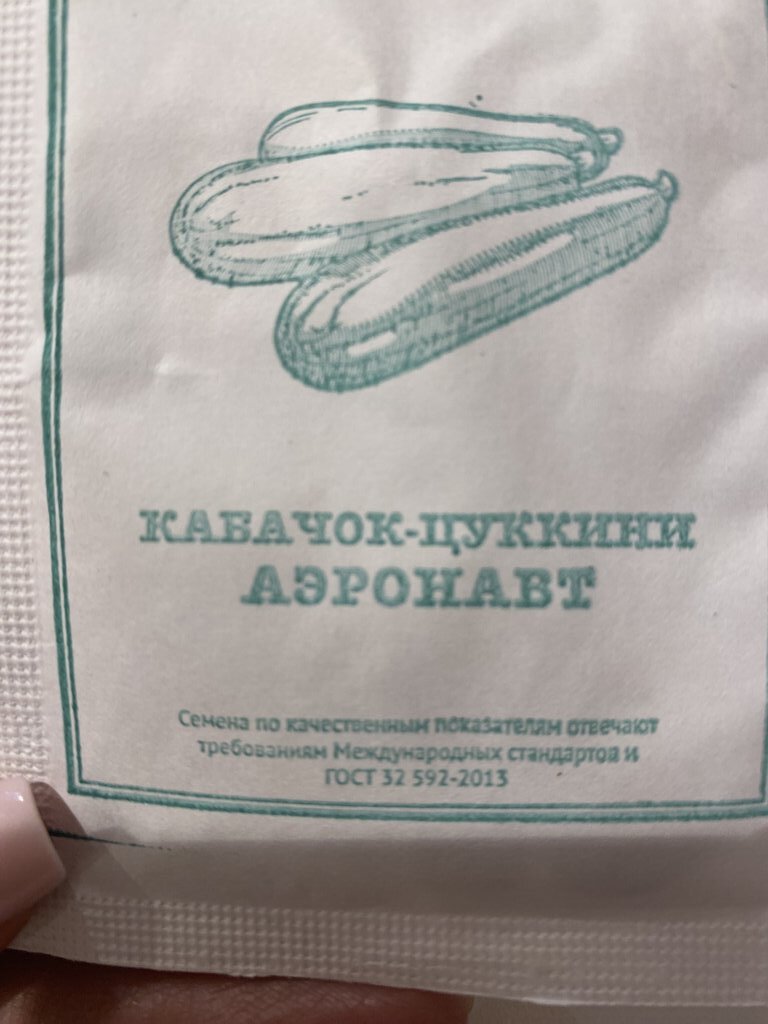 КАБАЧОК-ЦУККИНИ
АЭРОНАВТ
Семена по качественным показателям отвечают
требованиям Международных стандартов и
ГОСТ 32 592-2013